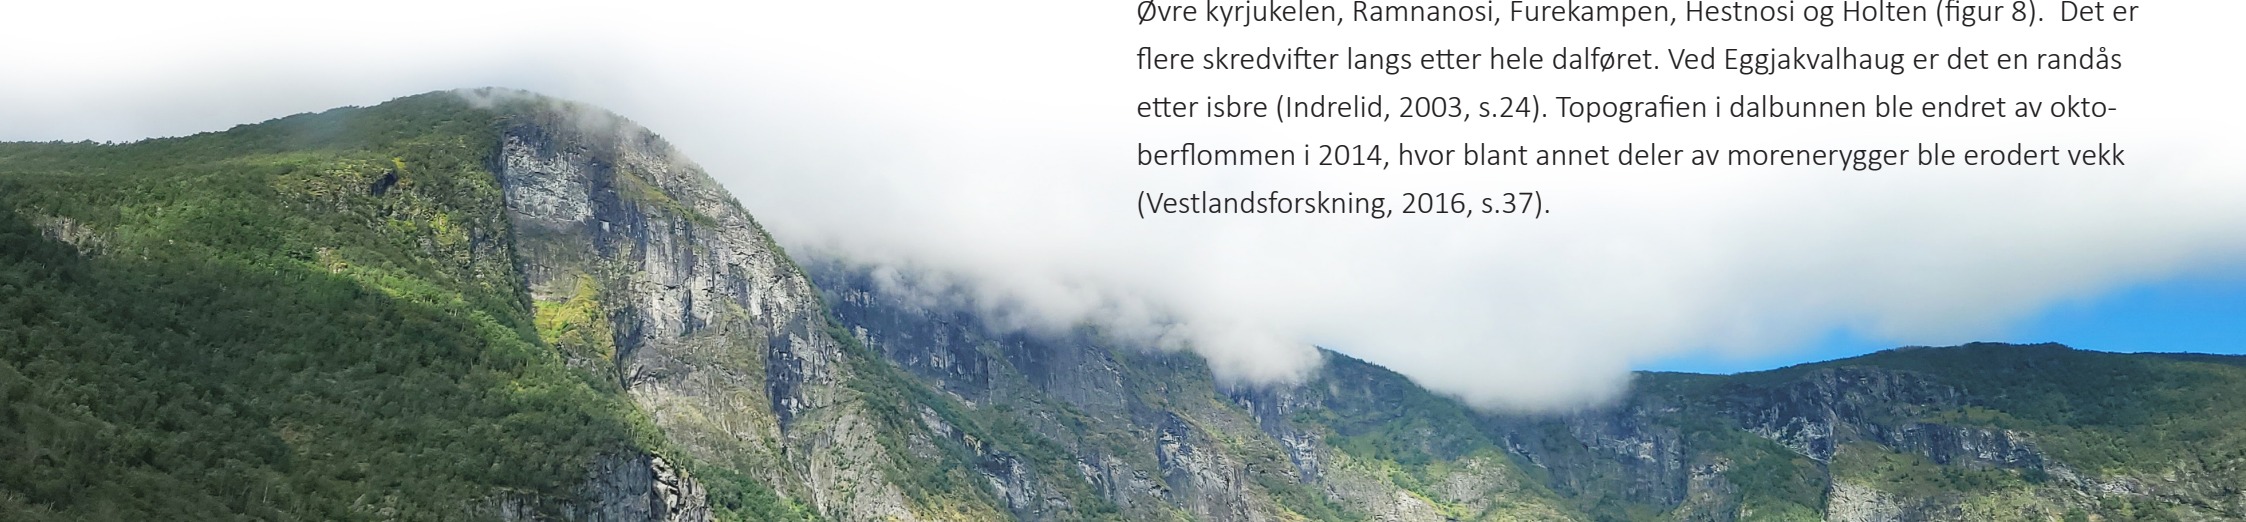 Øvre kyrjukelen, Ramnanosi, Furekampen, Hestnosi og Holten (figur 8).  Det er
flere skredvifter langs etter hele dalføret. Ved Eggjakvalhaug er det en randås
etter isbre (Indrelid, 2003, s.24). Topografien i dalbunnen ble endret av okto-
berflommen i 2014, hvor blant annet deler av morenerygger ble erodert vekk
(Vestlandsforskning, 2016, s.37).